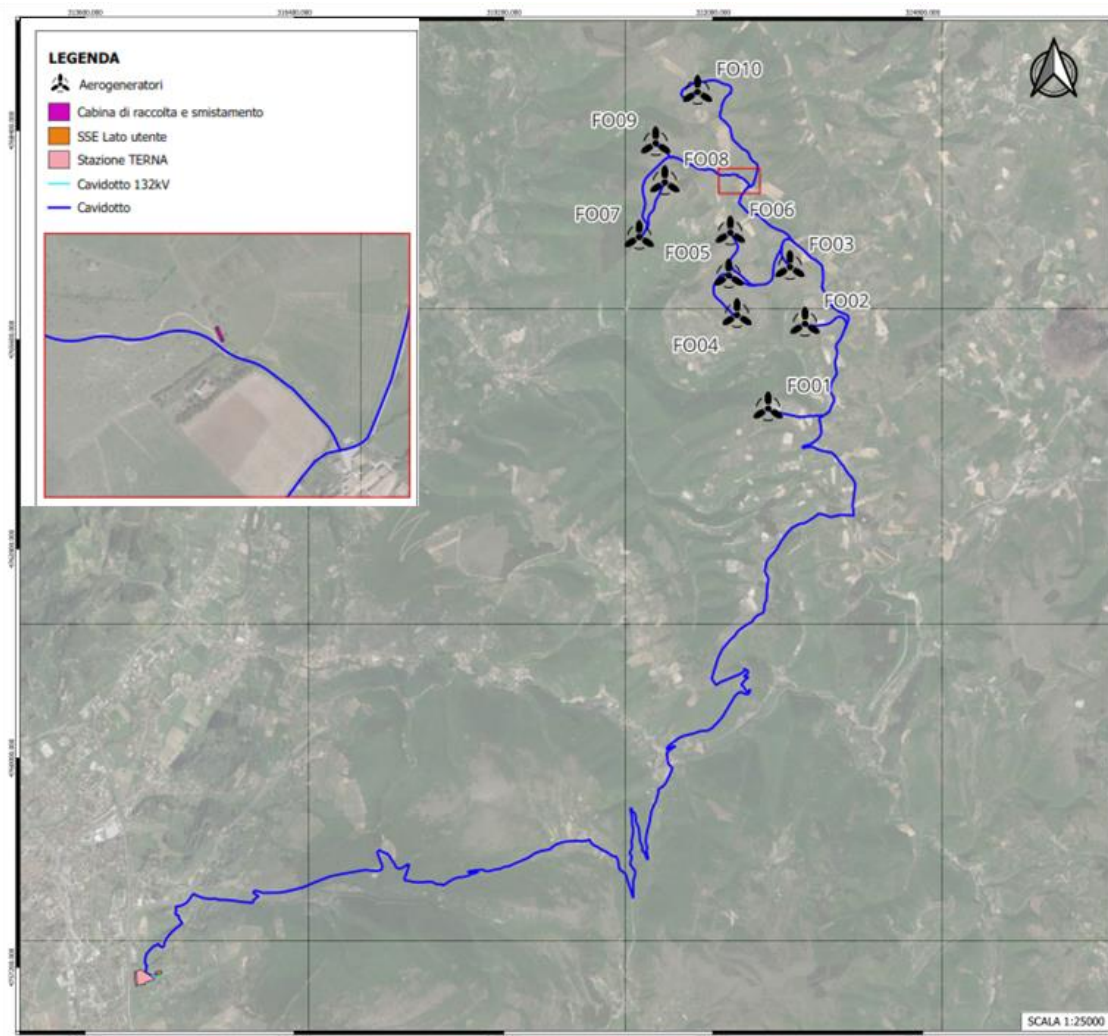 LEGENDA
Aerogeneratori
Cabina di raccolta e smistamento
SSE Lato utente
Stazione TERNA
Cavidotto 132kV
Cavidotto
FO10
FO09
FO08
FO07
FO06
FO05
FO03
FO02
FO04
FO01
SCALA 1:25000